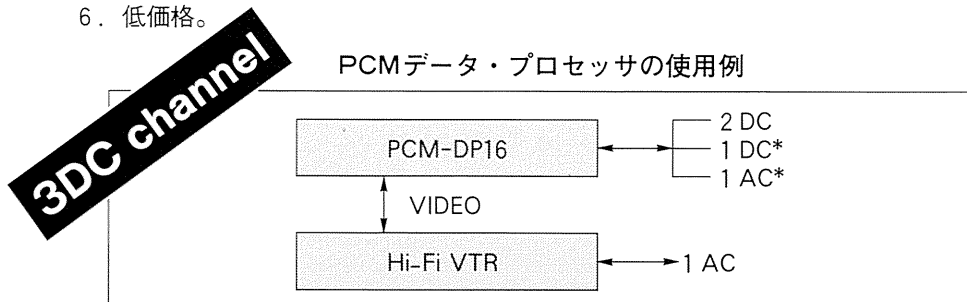 6. 低価格。
3DC channel
PCMデータ・プロセッサの使用例
PCM-DP16
2 DC
1 DC*
1 AC*
VIDEO
Hi-Fi VTR
1 AC